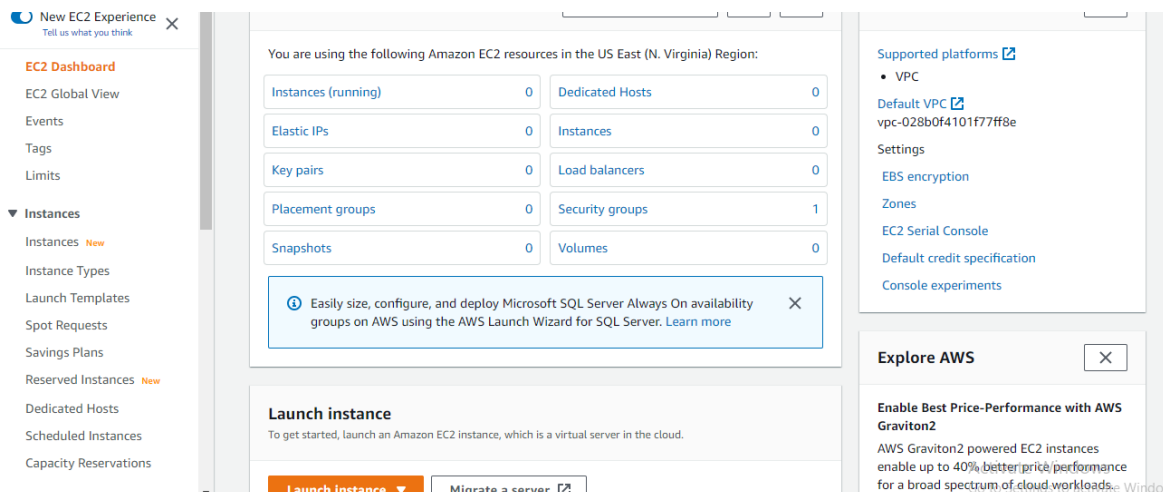 New EC2 Experience
Tell us what you think
EC2 Dashboard
EC2 Global View
Events
Tags
Limits
Instances
Instances New
Instance Types
Launch Templates
Spot Requests
Savings Plans
Reserved Instances New
Dedicated Hosts
Scheduled Instances
Capacity Reservations
You are using the following Amazon EC2 resources in the US East (N. Virginia) Region:
Instances (running) 0
Dedicated Hosts 0
Elastic IPs 0
Instances 0
Key pairs 0
Load balancers 0
Placement groups 0
Security groups 1
Snapshots 0
Volumes 0
Easily size, configure, and deploy Microsoft SQL Server Always On availability
groups on AWS using the AWS Launch Wizard for SQL Server. Learn more
Launch instance
To get started, launch an Amazon EC2 instance, which is a virtual server in the cloud.
Launch instance
Migrate a server
Supported platforms
• VPC
Default VPC
vpc-028b0f4101f77ff8e
Settings
EBS encryption
Zones
EC2 Serial Console
Default credit specification
Console experiments
Explore AWS
Enable Best Price-Performance with AWS
Graviton2
AWS Graviton2 powered EC2 instances
enable up to 40% better price performance
for a broad spectrum of cloud workloads.
Activate Windows